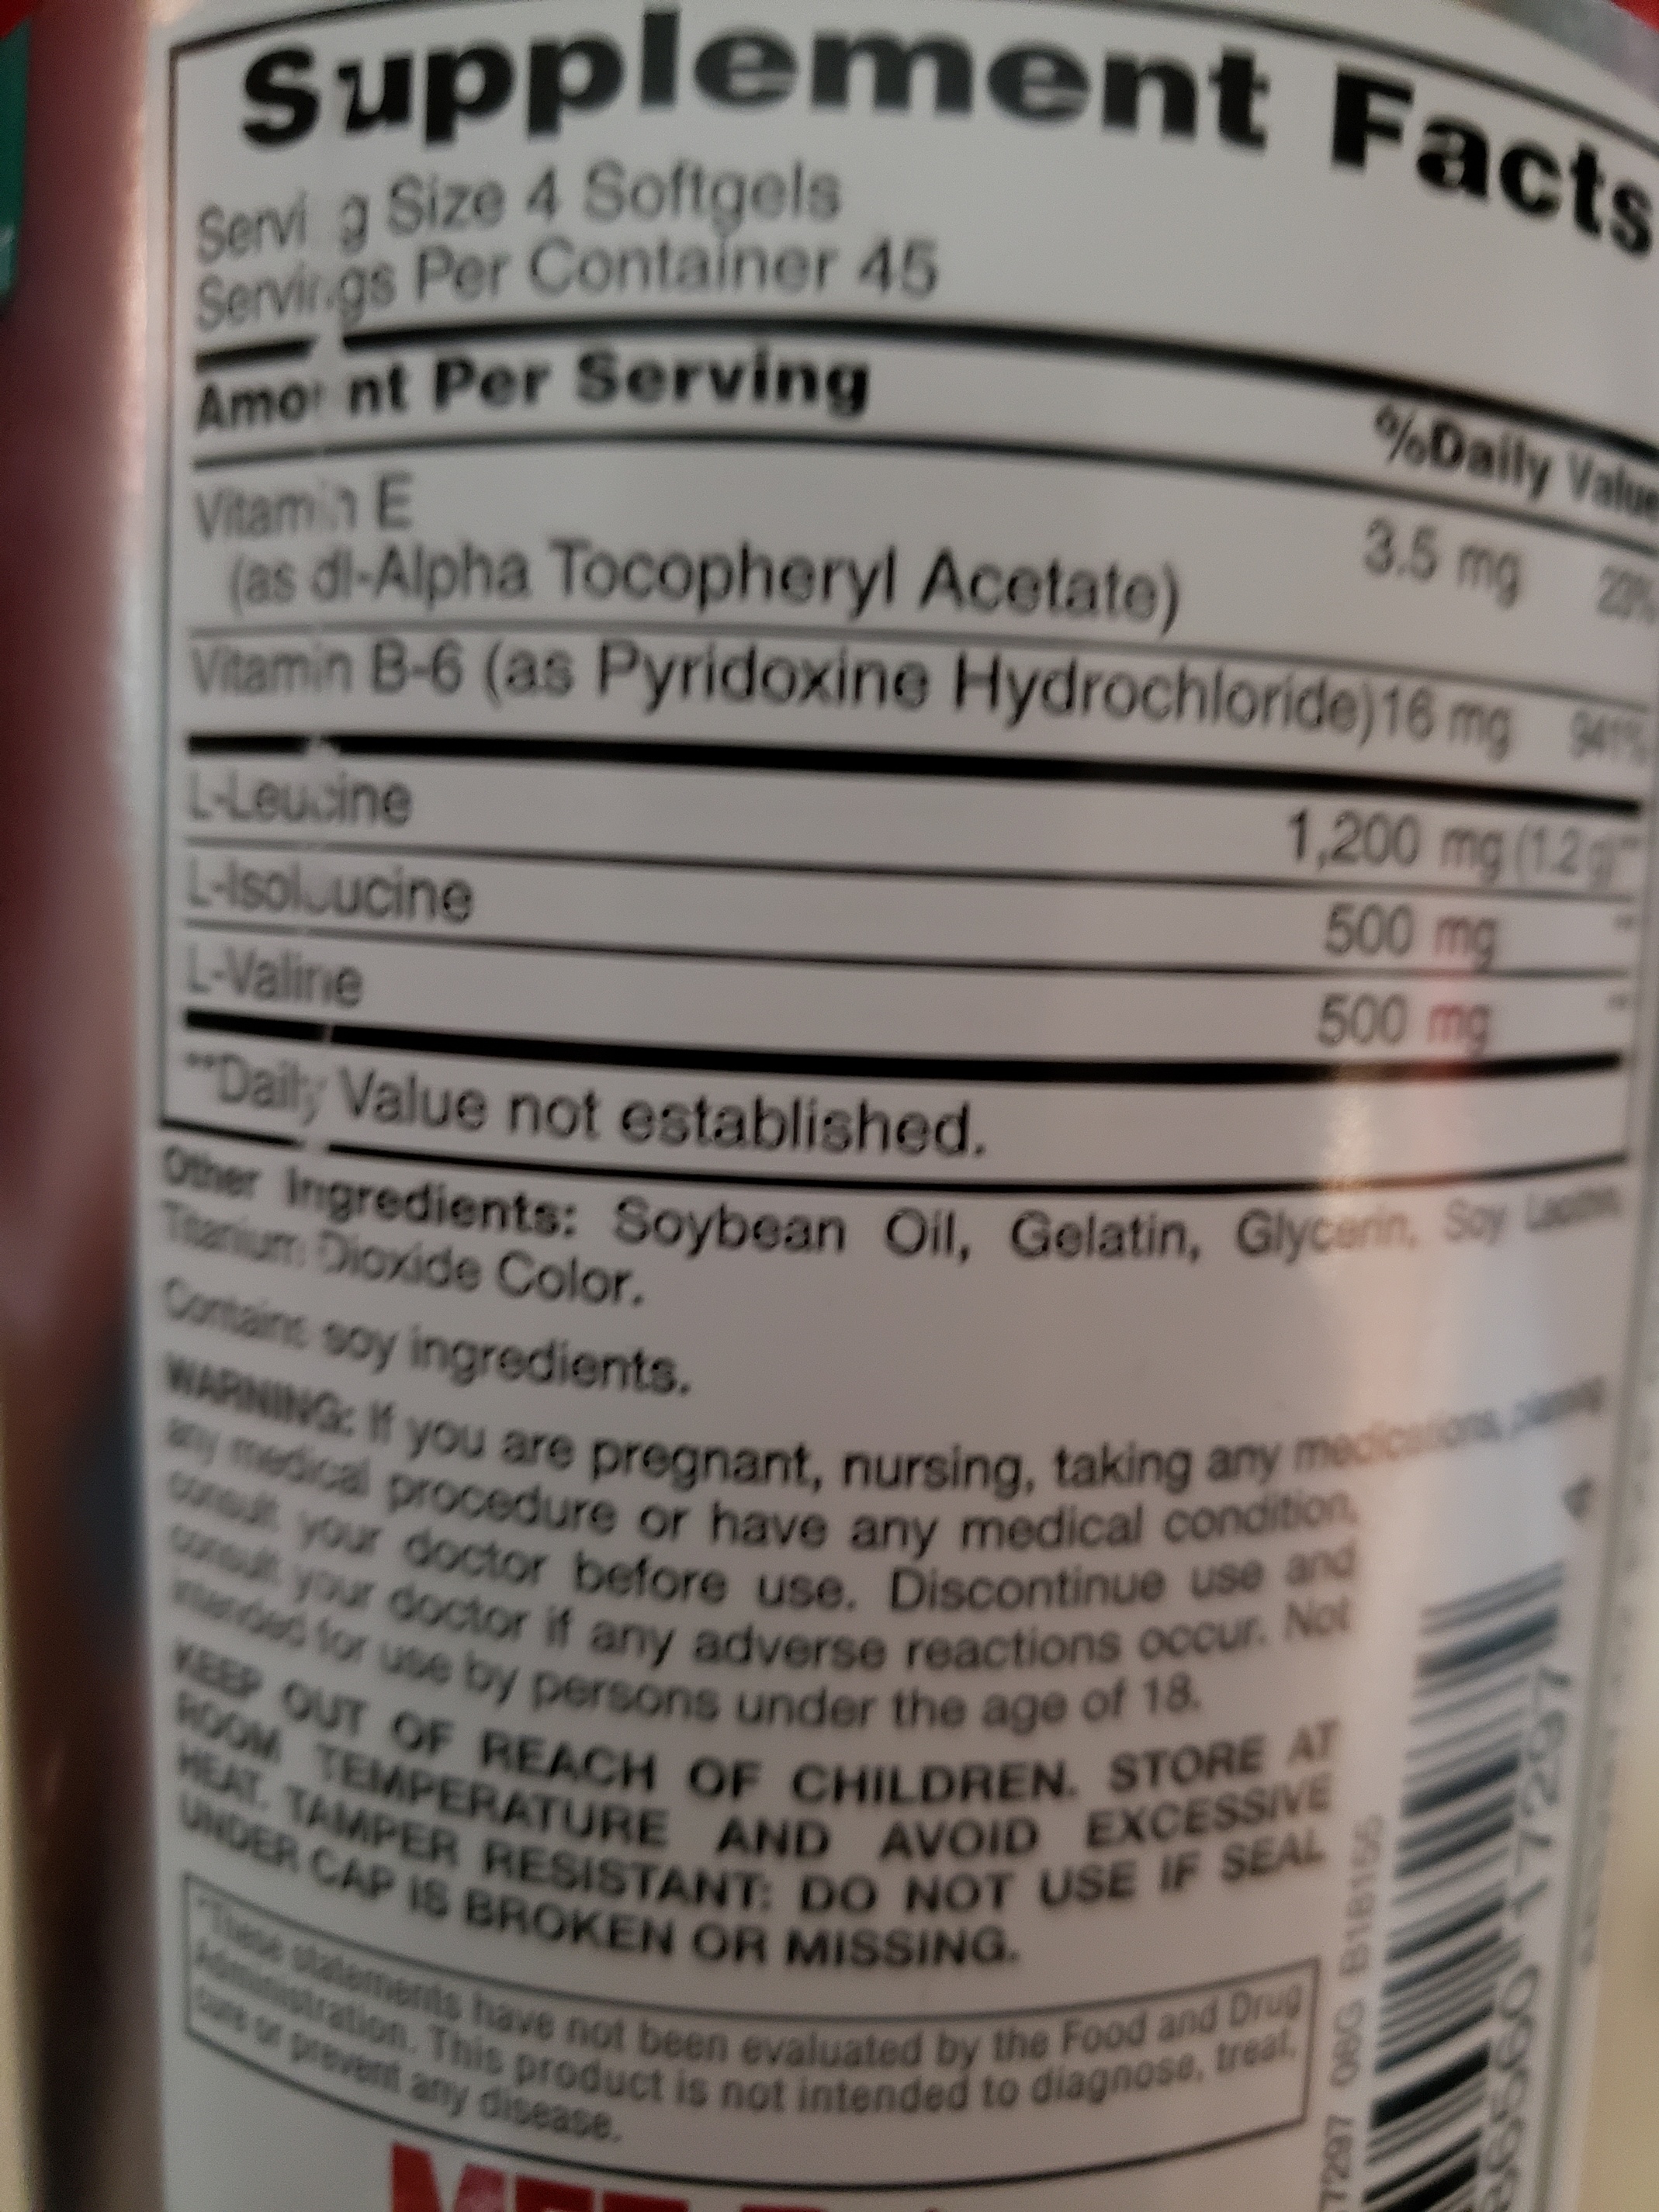 Supplement Facts
Serving Size 4 Softgels
Servings Per Container 45
Amount Per Serving
%Daily Value
Vitamin E 3.5 mg 23%
(as dl-Alpha Tocopheryl Acetate)
Vitamin B-6 (as Pyridoxine Hydrochloride)16 mg 941%
L-Leucine 1,200 mg (1.2 g)**
L-Isoleucine 500 mg **
L-Valine 500 mg **
**Daily Value not established.
Other Ingredients: Soybean Oil, Gelatin, Glycerin, Soy Lecithin,
Titanium Dioxide Color.
Contains soy ingredients.
WARNING: If you are pregnant, nursing, taking any medications, planning
any medical procedure or have any medical condition,
consult your doctor before use. Discontinue use and
consult your doctor if any adverse reactions occur. Not
intended for use by persons under the age of 18.
KEEP OUT OF REACH OF CHILDREN. STORE AT
ROOM TEMPERATURE AND AVOID EXCESSIVE
HEAT. TAMPER RESISTANT: DO NOT USE IF SEAL
UNDER CAP IS BROKEN OR MISSING.
*These statements have not been evaluated by the Food and Drug
Administration. This product is not intended to diagnose, treat,
cure or prevent any disease.